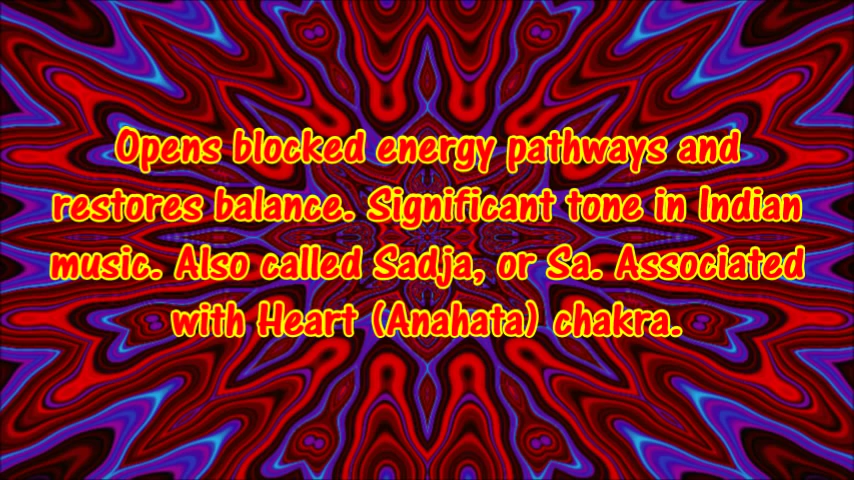 Opens blocked energy pathways and
restores balance. Significant tone in Indian
music. Also called Sadja, or Sa. Associated
with Heart (Anahata) chakra.